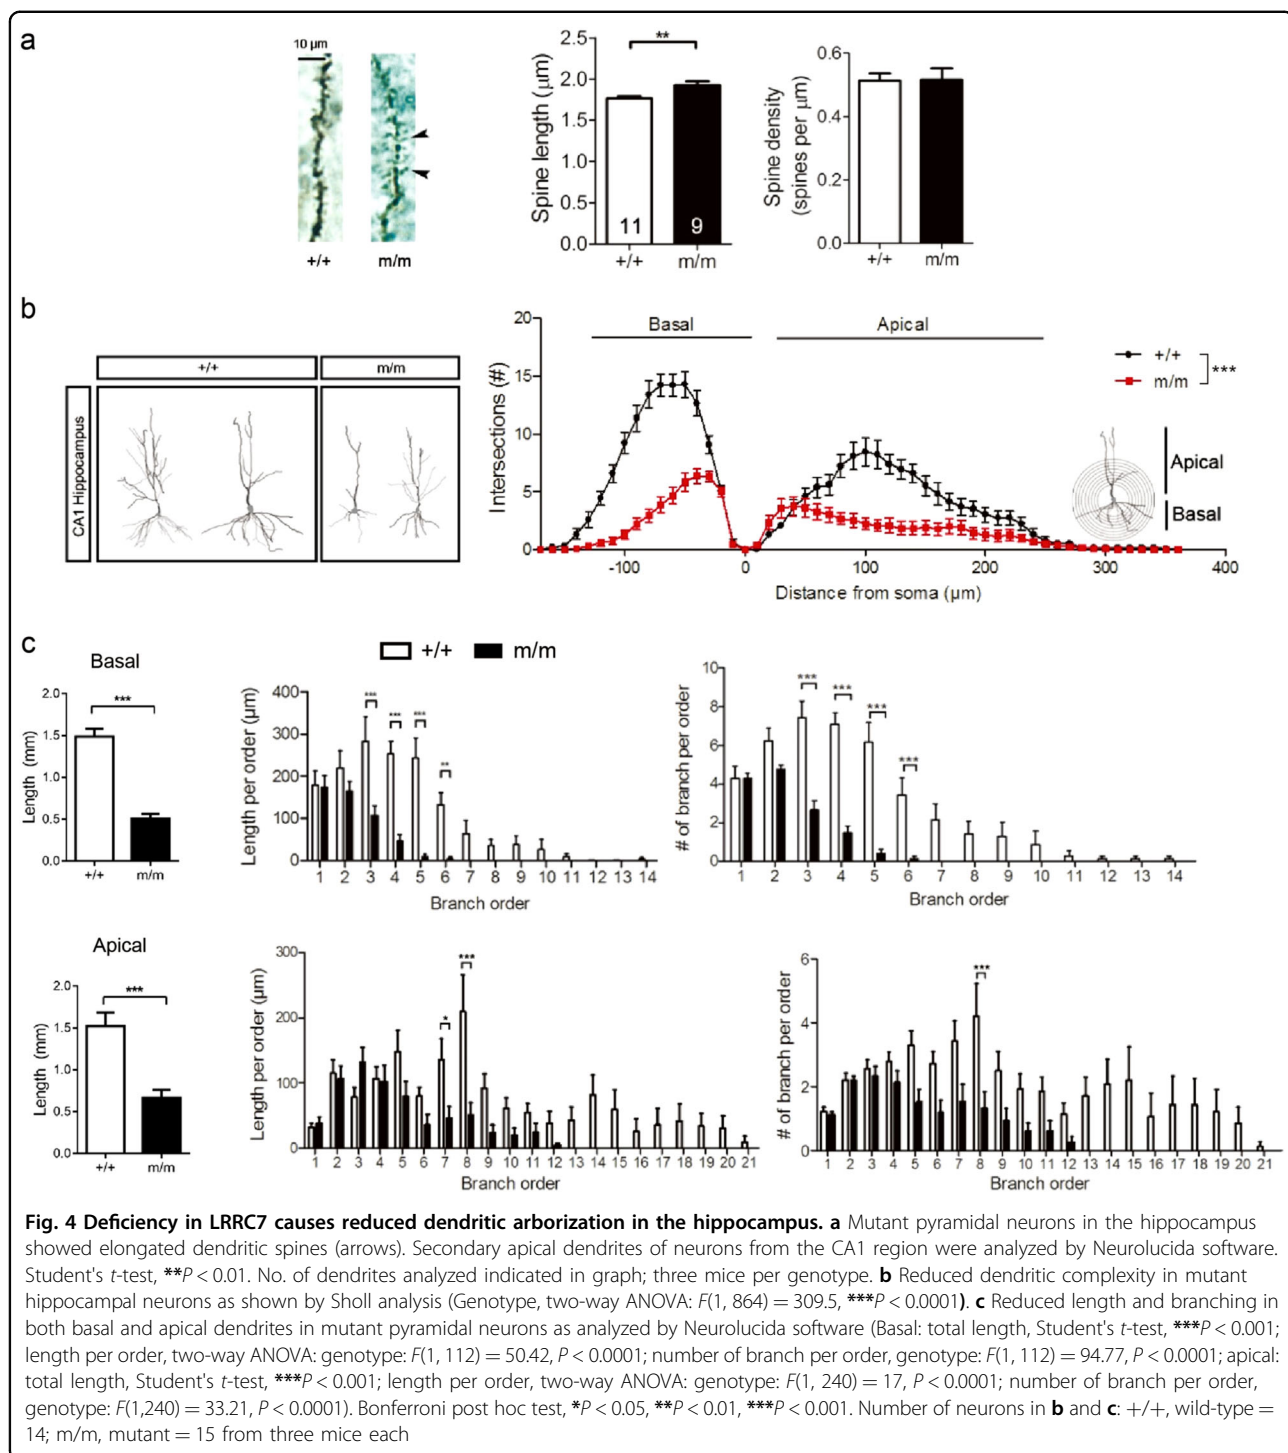 a
10 µm
+/+
m/m
Spine length (µm)
2.5
2.0
1.5
1.0
0.5
0.0
**
11
9
+/+
m/m
Spine density
(spines per µm)
0.6
0.4
0.2
0.0
+/+
m/m
b
+/+
m/m
CA1 Hippocampus
Intersections (#)
20
15
10
5
0
Basal
Apical
+/+
m/m
***
Apical
Basal
-100
0
100
200
300
400
Distance from soma (µm)
c
+/+
m/m
Basal
Length (mm)
2.0
1.5
1.0
0.5
0.0
***
+/+
m/m
Length per order (µm)
400
300
200
100
0
***
***
***
**
1 2 3 4 5 6 7 8 9 10 11 12 13 14
Branch order
# of branch per order
10
8
6
4
2
0
***
***
***
***
1 2 3 4 5 6 7 8 9 10 11 12 13 14
Branch order
Apical
Length (mm)
2.0
1.5
1.0
0.5
0.0
***
+/+
m/m
Length per order (µm)
300
200
100
0
*
***
1 2 3 4 5 6 7 8 9 10 11 12 13 14 15 16 17 18 19 20 21
Branch order
# of branch per order
6
4
2
0
***
1 2 3 4 5 6 7 8 9 10 11 12 13 14 15 16 17 18 19 20 21
Branch order
Fig. 4 Deficiency in LRRC7 causes reduced dendritic arborization in the hippocampus. a Mutant pyramidal neurons in the hippocampus
showed elongated dendritic spines (arrows). Secondary apical dendrites of neurons from the CA1 region were analyzed by Neurolucida software.
Student's t-test, **P < 0.01. No. of dendrites analyzed indicated in graph; three mice per genotype. b Reduced dendritic complexity in mutant
hippocampal neurons as shown by Sholl analysis (Genotype, two-way ANOVA: F(1, 864) = 309.5, ***P < 0.0001). c Reduced length and branching in
both basal and apical dendrites in mutant pyramidal neurons as analyzed by Neurolucida software (Basal: total length, Student's t-test, ***P < 0.001;
length per order, two-way ANOVA: genotype: F(1, 112) = 50.42, P < 0.0001; number of branch per order, genotype: F(1, 112) = 94.77, P < 0.0001; apical:
total length, Student's t-test, ***P < 0.001; length per order, two-way ANOVA: genotype: F(1, 240) = 17, P < 0.0001; number of branch per order,
genotype: F(1,240) = 33.21, P < 0.0001). Bonferroni post hoc test, *P < 0.05, **P < 0.01, ***P < 0.001. Number of neurons in b and c: +/+, wild-type =
14; m/m, mutant = 15 from three mice each